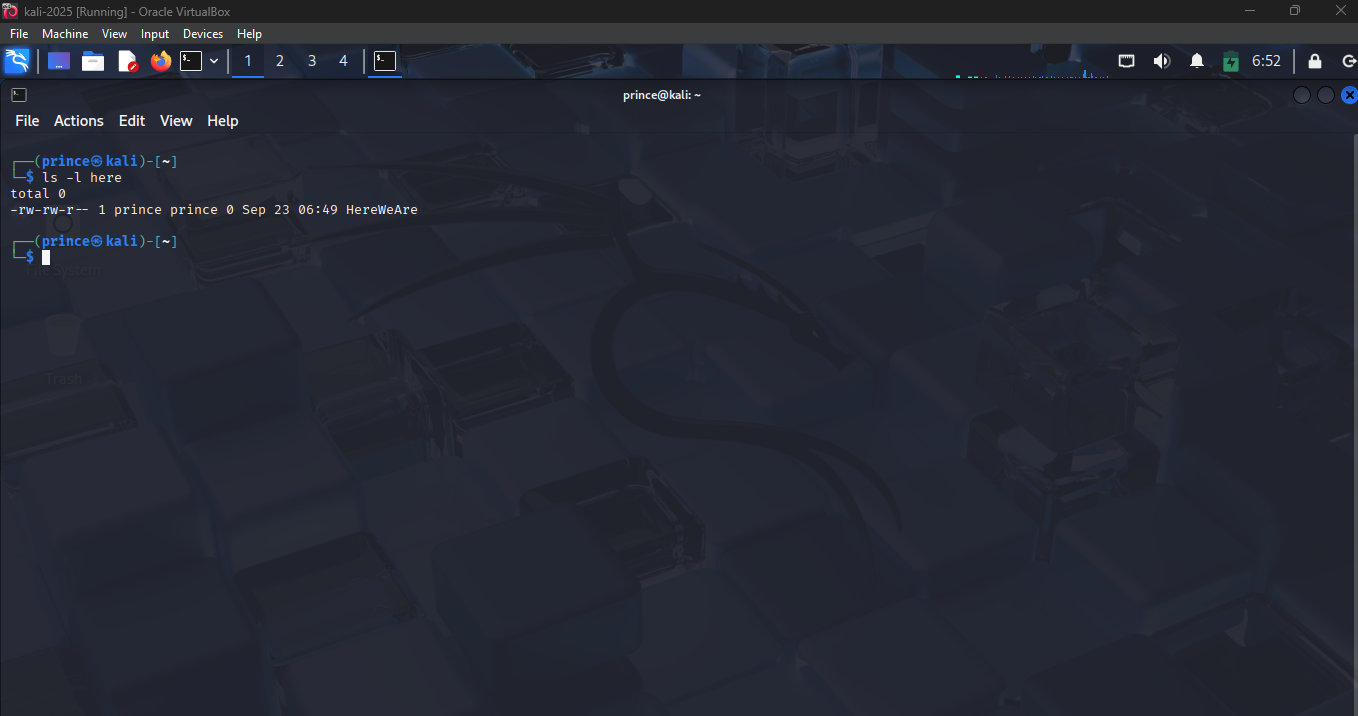 kali-2025 [Running] - Oracle VirtualBox
File Machine View Input Devices Help
1 2 3 4 6:52
prince@kali: ~
File Actions Edit View Help
┌──(prince㉿kali)-[~]
└─$ ls -l here
total 0
-rw-rw-r-- 1 prince prince 0 Sep 23 06:49 HereWeAre
┌──(prince㉿kali)-[~]
└─$
File System
Trash